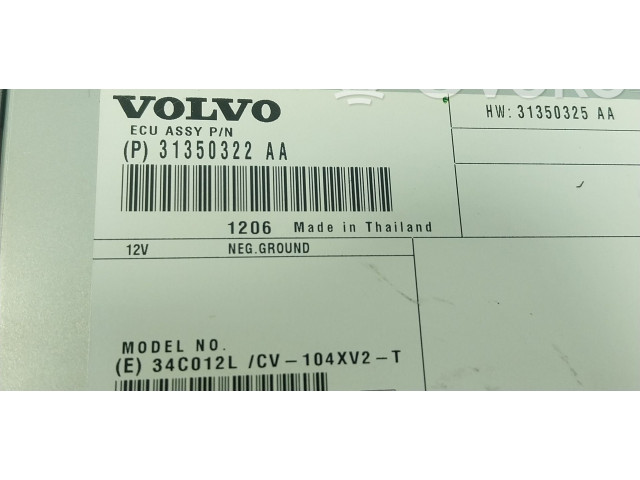 VOLVO
HW: 31350325 AA
ECU ASSY P/N
(P) 31350322 AA
1206 Made in Thailand
12V NEG.GROUND
MODEL NO.
(E) 34C012L /CV-104XV2-T